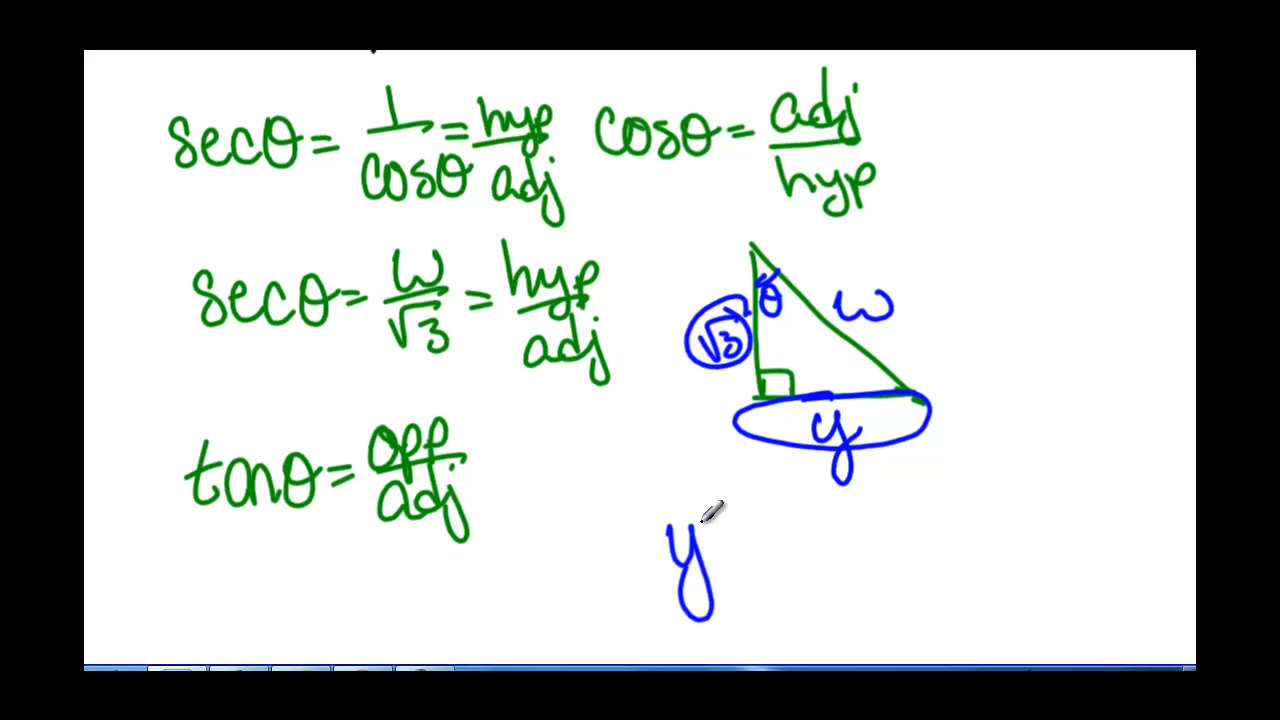 secθ = 1/cosθ = hyp/adj cosθ = adj/hyp
secθ = w/√3 = hyp/adj
θ w
√3
y
tanθ = opp/adj
y